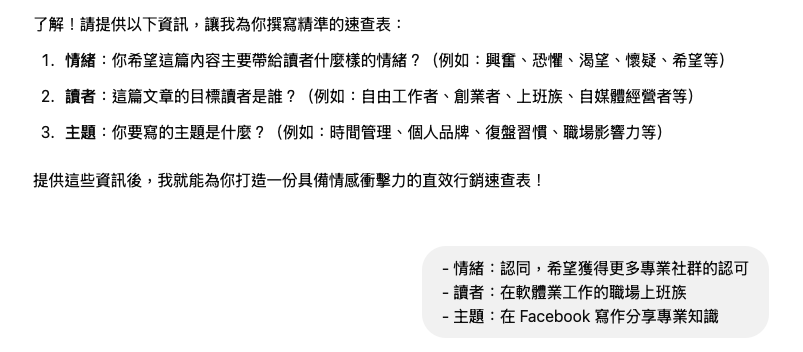 了解！請提供以下資訊，讓我為你撰寫精準的速查表：
1. 情緒：你希望這篇內容主要帶給讀者什麼樣的情緒？（例如：興奮、恐懼、渴望、懷疑、希望等）
2. 讀者：這篇文章的目標讀者是誰？（例如：自由工作者、創業者、上班族、自媒體經營者等）
3. 主題：你要寫的主題是什麼？（例如：時間管理、個人品牌、復盤習慣、職場影響力等）
提供這些資訊後，我就能為你打造一份具備情感衝擊力的直效行銷速查表！
- 情緒：認同，希望獲得更多專業社群的認可
- 讀者：在軟體業工作的職場上班族
- 主題：在 Facebook 寫作分享專業知識